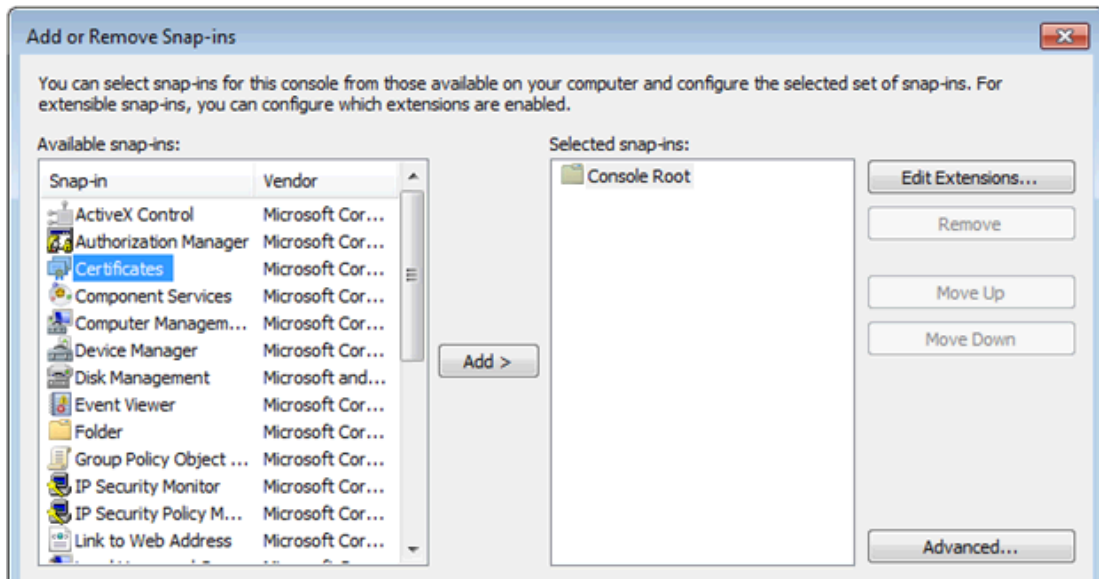 Add or Remove Snap-ins
You can select snap-ins for this console from those available on your computer and configure the selected set of snap-ins. For
extensible snap-ins, you can configure which extensions are enabled.
Available snap-ins:
Snap-in Vendor
ActiveX Control Microsoft Cor...
Authorization Manager Microsoft Cor...
Certificates Microsoft Cor...
Component Services Microsoft Cor...
Computer Managem... Microsoft Cor...
Device Manager Microsoft Cor...
Disk Management Microsoft and...
Event Viewer Microsoft Cor...
Folder Microsoft Cor...
Group Policy Object ... Microsoft Cor...
IP Security Monitor Microsoft Cor...
IP Security Policy M... Microsoft Cor...
Link to Web Address Microsoft Cor...
Add >
Selected snap-ins:
Console Root
Edit Extensions...
Remove
Move Up
Move Down
Advanced...